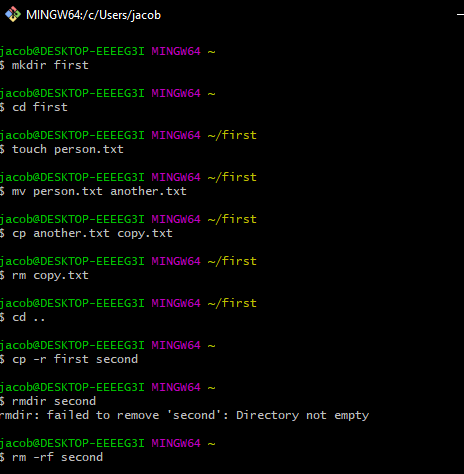 MINGW64:/c/Users/jacob
jacob@DESKTOP-EEEEG3I MINGW64 ~
$ mkdir first
jacob@DESKTOP-EEEEG3I MINGW64 ~
$ cd first
jacob@DESKTOP-EEEEG3I MINGW64 ~/first
$ touch person.txt
jacob@DESKTOP-EEEEG3I MINGW64 ~/first
$ mv person.txt another.txt
jacob@DESKTOP-EEEEG3I MINGW64 ~/first
$ cp another.txt copy.txt
jacob@DESKTOP-EEEEG3I MINGW64 ~/first
$ rm copy.txt
jacob@DESKTOP-EEEEG3I MINGW64 ~/first
$ cd ..
jacob@DESKTOP-EEEEG3I MINGW64 ~
$ cp -r first second
jacob@DESKTOP-EEEEG3I MINGW64 ~
$ rmdir second
rmdir: failed to remove 'second': Directory not empty
jacob@DESKTOP-EEEEG3I MINGW64 ~
$ rm -rf second